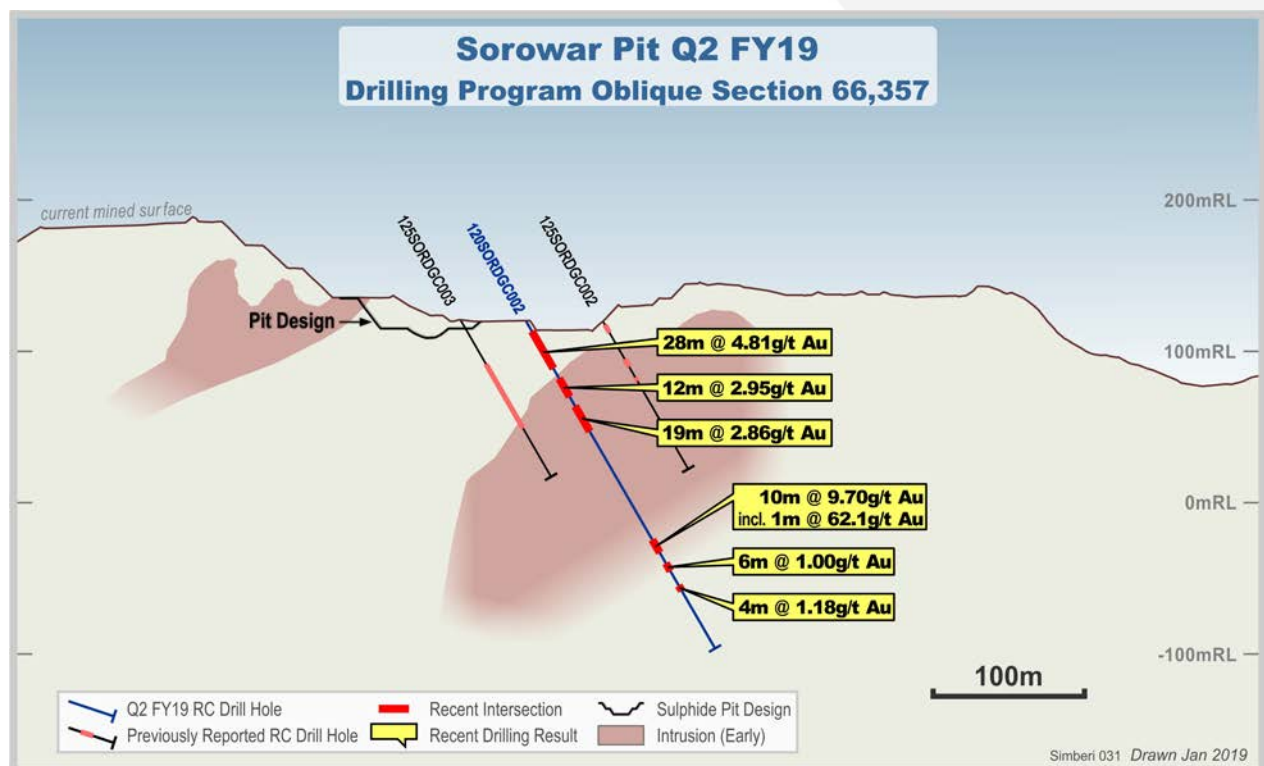 Sorowar Pit Q2 FY19
Drilling Program Oblique Section 66,357
current mined surface
200mRL
125SORDGC003
120SORDGC002
125SORDGC002
Pit Design
28m @ 4.81g/t Au
100mRL
12m @ 2.95g/t Au
19m @ 2.86g/t Au
10m @ 9.70g/t Au
incl. 1m @ 62.1g/t Au
0mRL
6m @ 1.00g/t Au
4m @ 1.18g/t Au
-100mRL
100m
Q2 FY19 RC Drill Hole
Recent Intersection
Sulphide Pit Design
Previously Reported RC Drill Hole
Recent Drilling Result
Intrusion (Early)
Simberi 031 Drawn Jan 2019